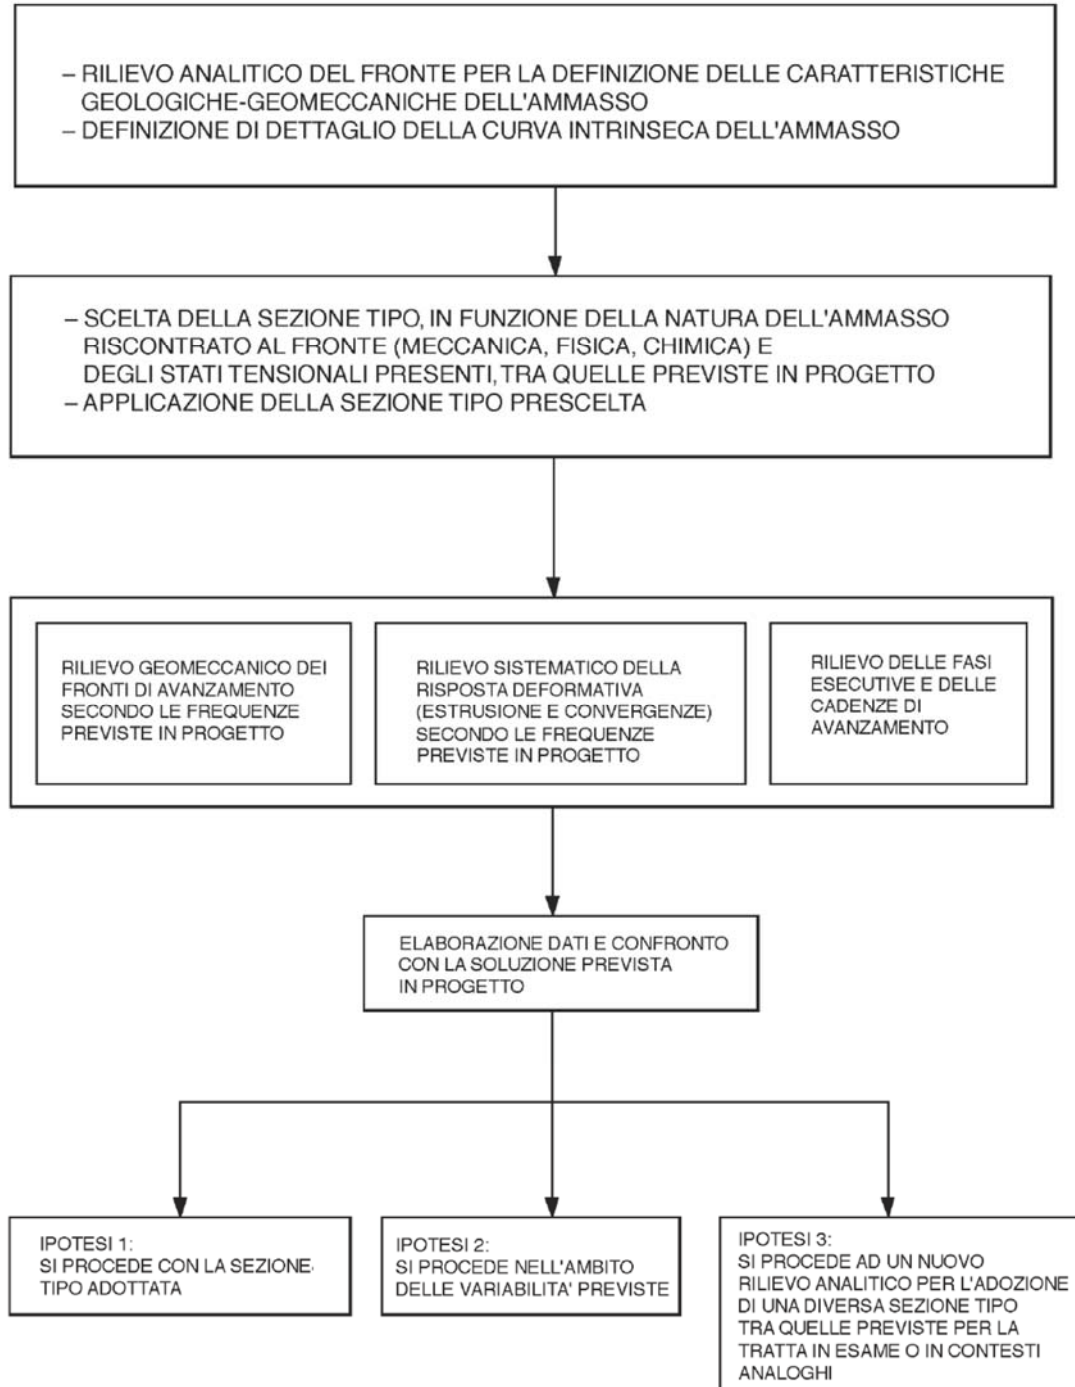 – RILIEVO ANALITICO DEL FRONTE PER LA DEFINIZIONE DELLE CARATTERISTICHE
GEOLOGICHE-GEOMECCANICHE DELL'AMMASSO
– DEFINIZIONE DI DETTAGLIO DELLA CURVA INTRINSECA DELL'AMMASSO
– SCELTA DELLA SEZIONE TIPO, IN FUNZIONE DELLA NATURA DELL'AMMASSO
RISCONTRATO AL FRONTE (MECCANICA, FISICA, CHIMICA) E
DEGLI STATI TENSIONALI PRESENTI, TRA QUELLE PREVISTE IN PROGETTO
– APPLICAZIONE DELLA SEZIONE TIPO PRESCELTA
RILIEVO GEOMECCANICO DEI
FRONTI DI AVANZAMENTO
SECONDO LE FREQUENZE
PREVISTE IN PROGETTO
RILIEVO SISTEMATICO DELLA
RISPOSTA DEFORMATIVA
(ESTRUSIONE E CONVERGENZE)
SECONDO LE FREQUENZE
PREVISTE IN PROGETTO
RILIEVO DELLE FASI
ESECUTIVE E DELLE
CADENZE DI
AVANZAMENTO
ELABORAZIONE DATI E CONFRONTO
CON LA SOLUZIONE PREVISTA
IN PROGETTO
IPOTESI 1:
SI PROCEDE CON LA SEZIONE
TIPO ADOTTATA
IPOTESI 2:
SI PROCEDE NELL'AMBITO
DELLE VARIABILITA' PREVISTE
IPOTESI 3:
SI PROCEDE AD UN NUOVO
RILIEVO ANALITICO PER L'ADOZIONE
DI UNA DIVERSA SEZIONE TIPO
TRA QUELLE PREVISTE PER LA
TRATTA IN ESAME O IN CONTESTI
ANALOGHI